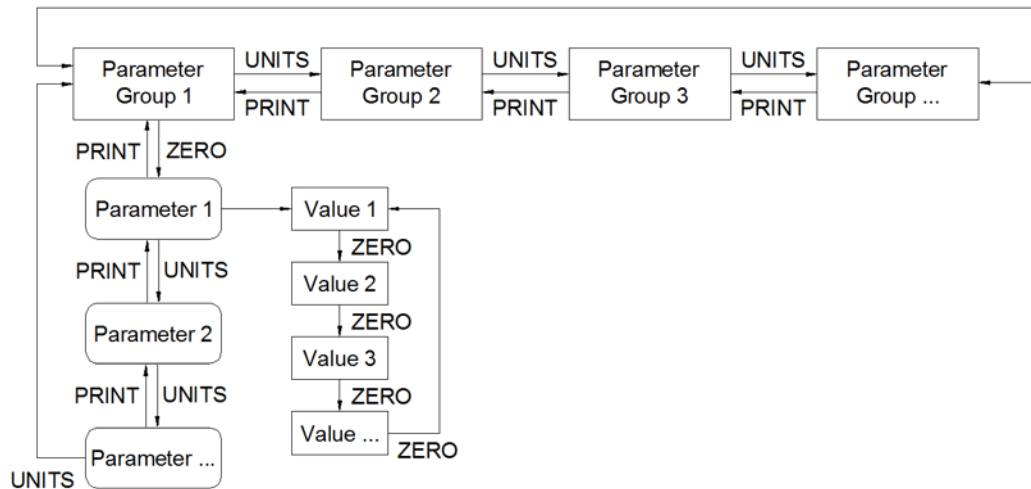 UNITS
UNITS
UNITS
Parameter
Group 1
Parameter
Group 2
Parameter
Group 3
Parameter
Group ...
PRINT
PRINT
PRINT
PRINT
ZERO
Parameter 1
Value 1
ZERO
PRINT
UNITS
Value 2
ZERO
Parameter 2
Value 3
PRINT
UNITS
ZERO
Value ...
ZERO
Parameter ...
UNITS